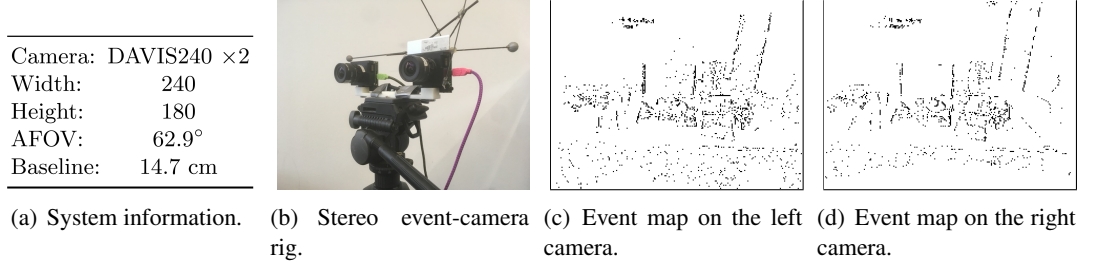 Camera: DAVIS240 ×2
Width: 240
Height: 180
AFOV: 62.9°
Baseline: 14.7 cm
(a) System information.
(b) Stereo event-camera
rig.
(c) Event map on the left
camera.
(d) Event map on the right
camera.